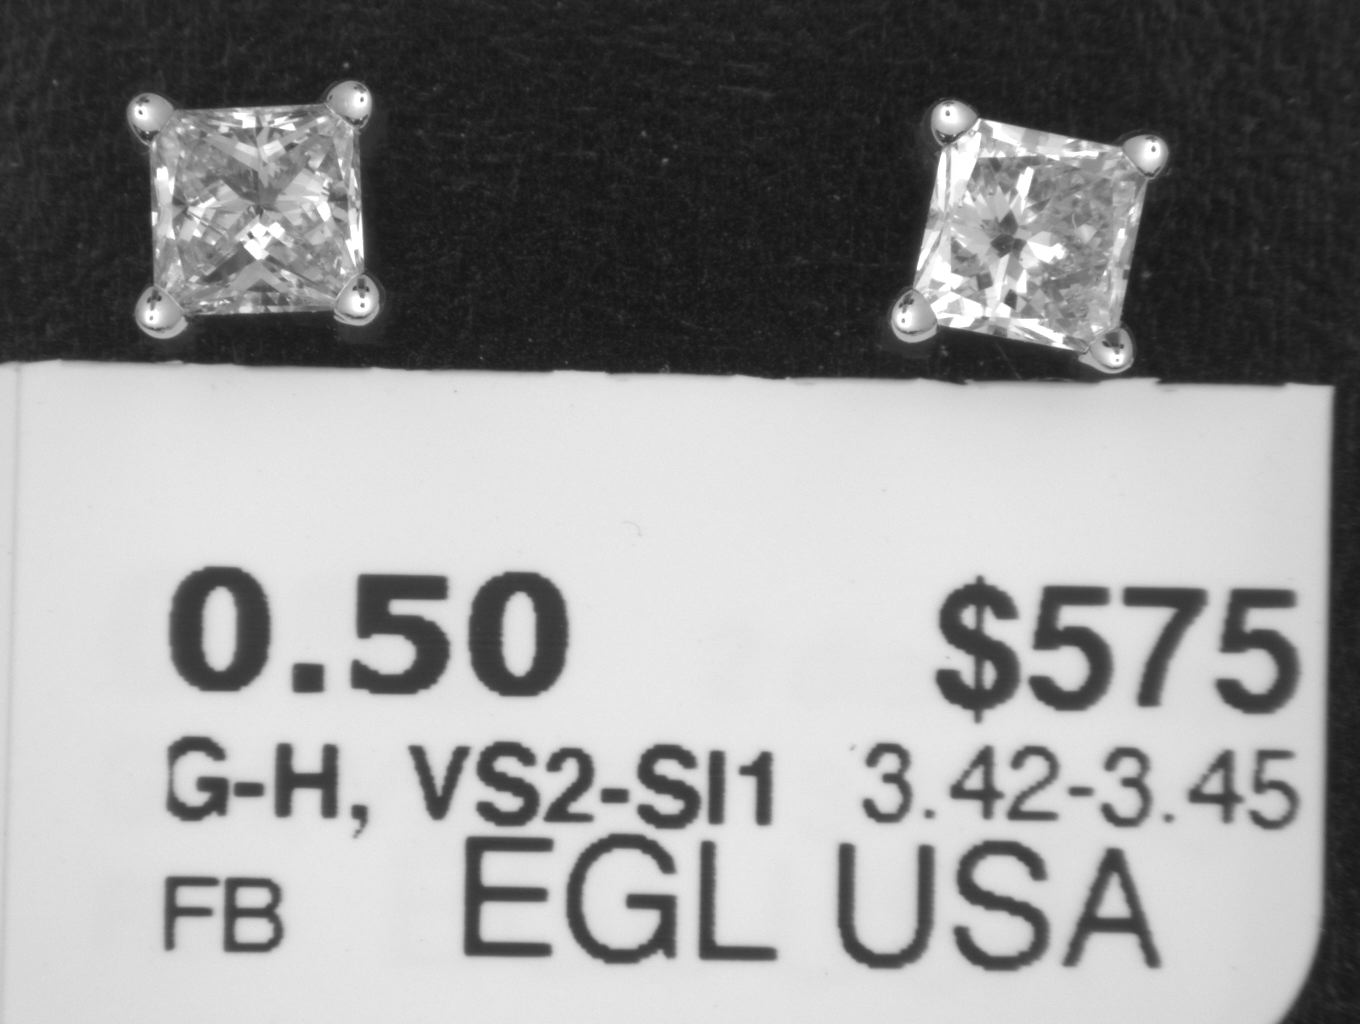 0.50 $575
G-H, VS2-SI1 3.42-3.45
FB EGL USA